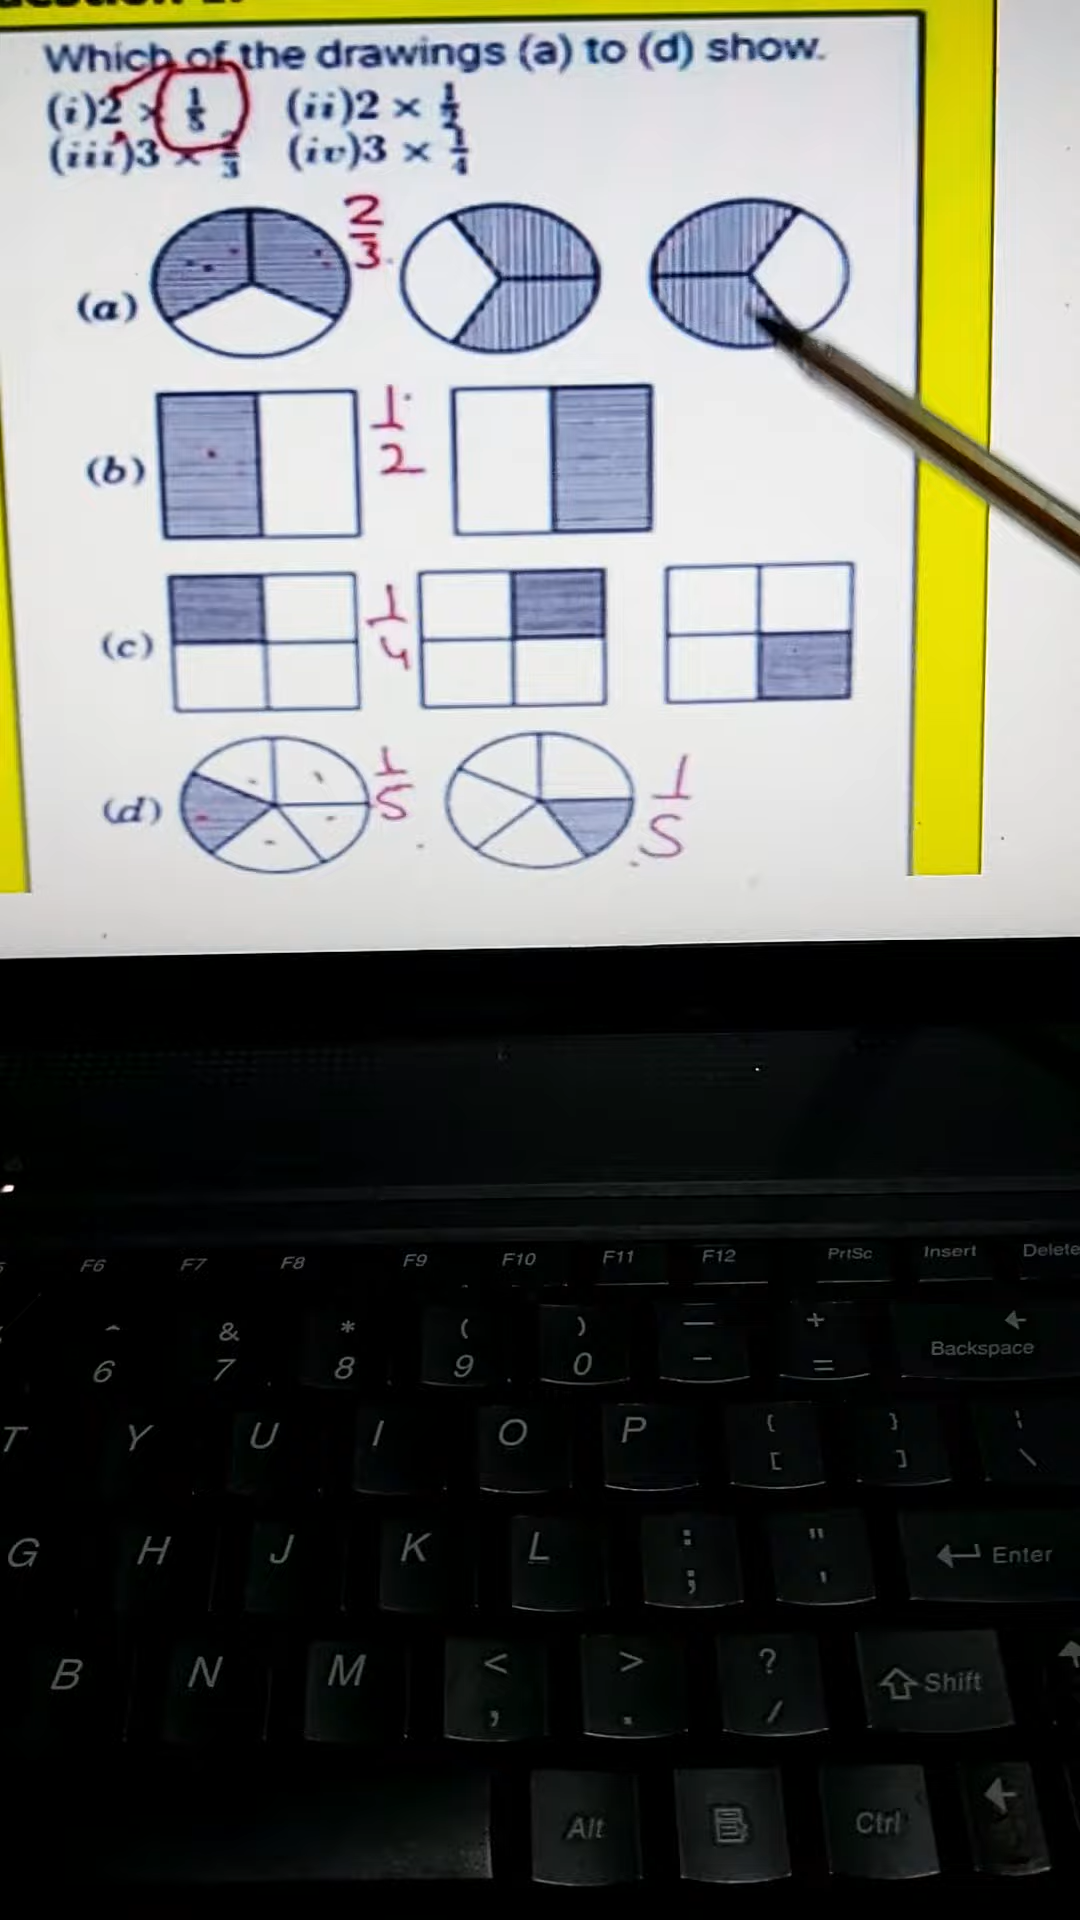 Which of the drawings (a) to (d) show.
(i)2 × 1/5 (ii)2 × 1/2
(iii)3 × 2/3 (iv)3 × 1/4
(a) 2/3
(b) 1/2
(c) 1/4
(d) 1/5 1/5
F6 F7 F8 F9 F10 F11 F12 PrtSc Insert Delete
^ & * ( ) — +
6 7 8 9 0 - = Backspace
T Y U I O P { [ } ] \
G H J K L : ; " ' Enter
B N M < , > . ? / Shift
Alt Ctrl